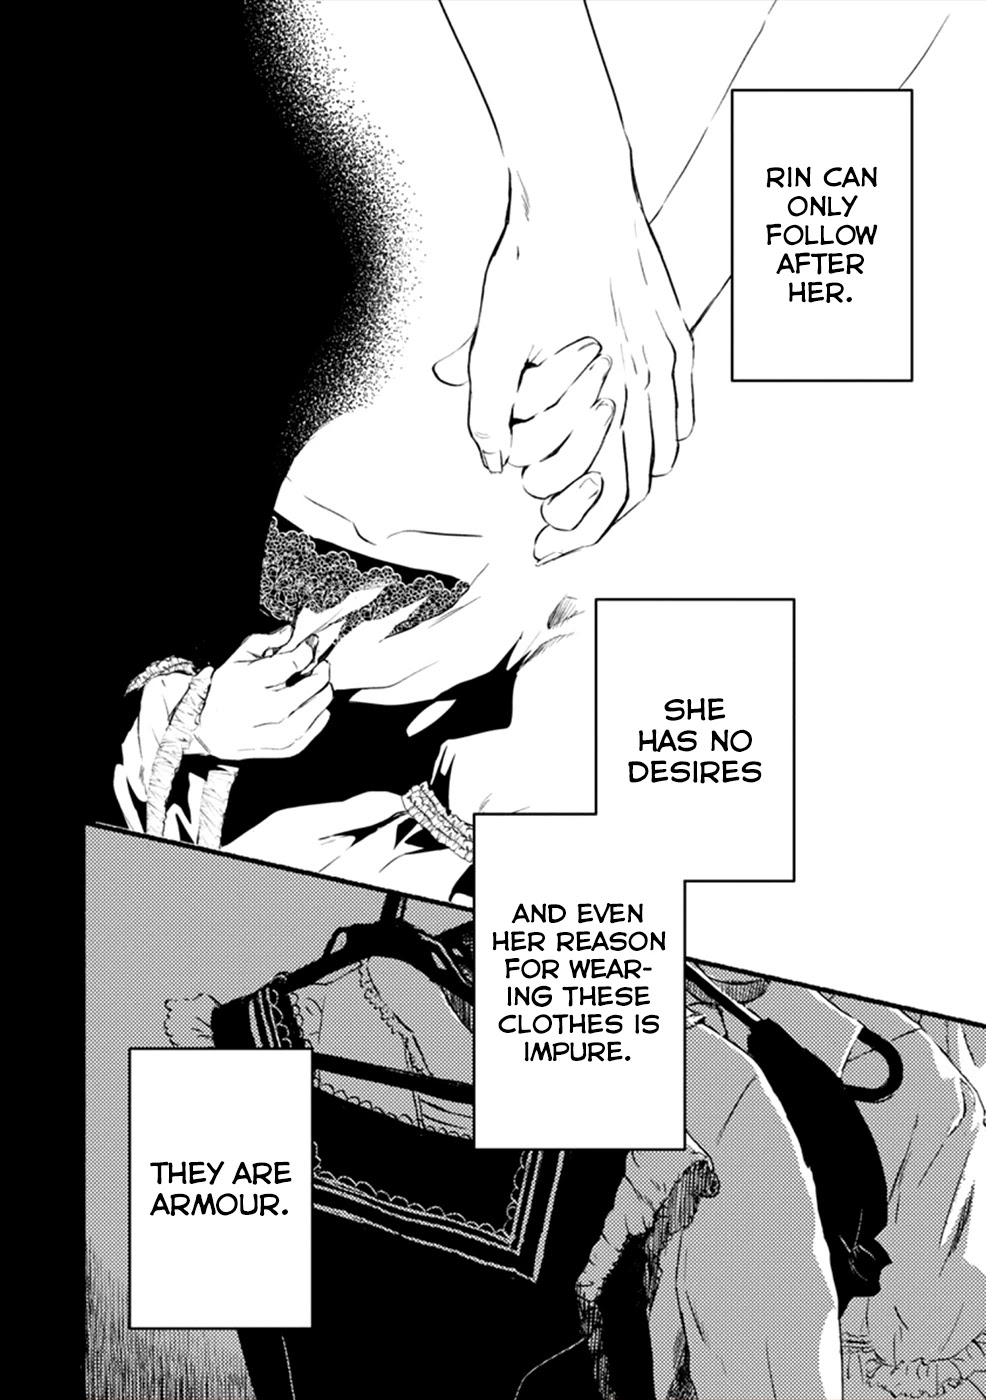 RIN CAN
ONLY
FOLLOW
AFTER
HER.
SHE
HAS NO
DESIRES
AND EVEN
HER REASON
FOR WEAR-
ING THESE
CLOTHES IS
IMPURE.
THEY ARE
ARMOUR.